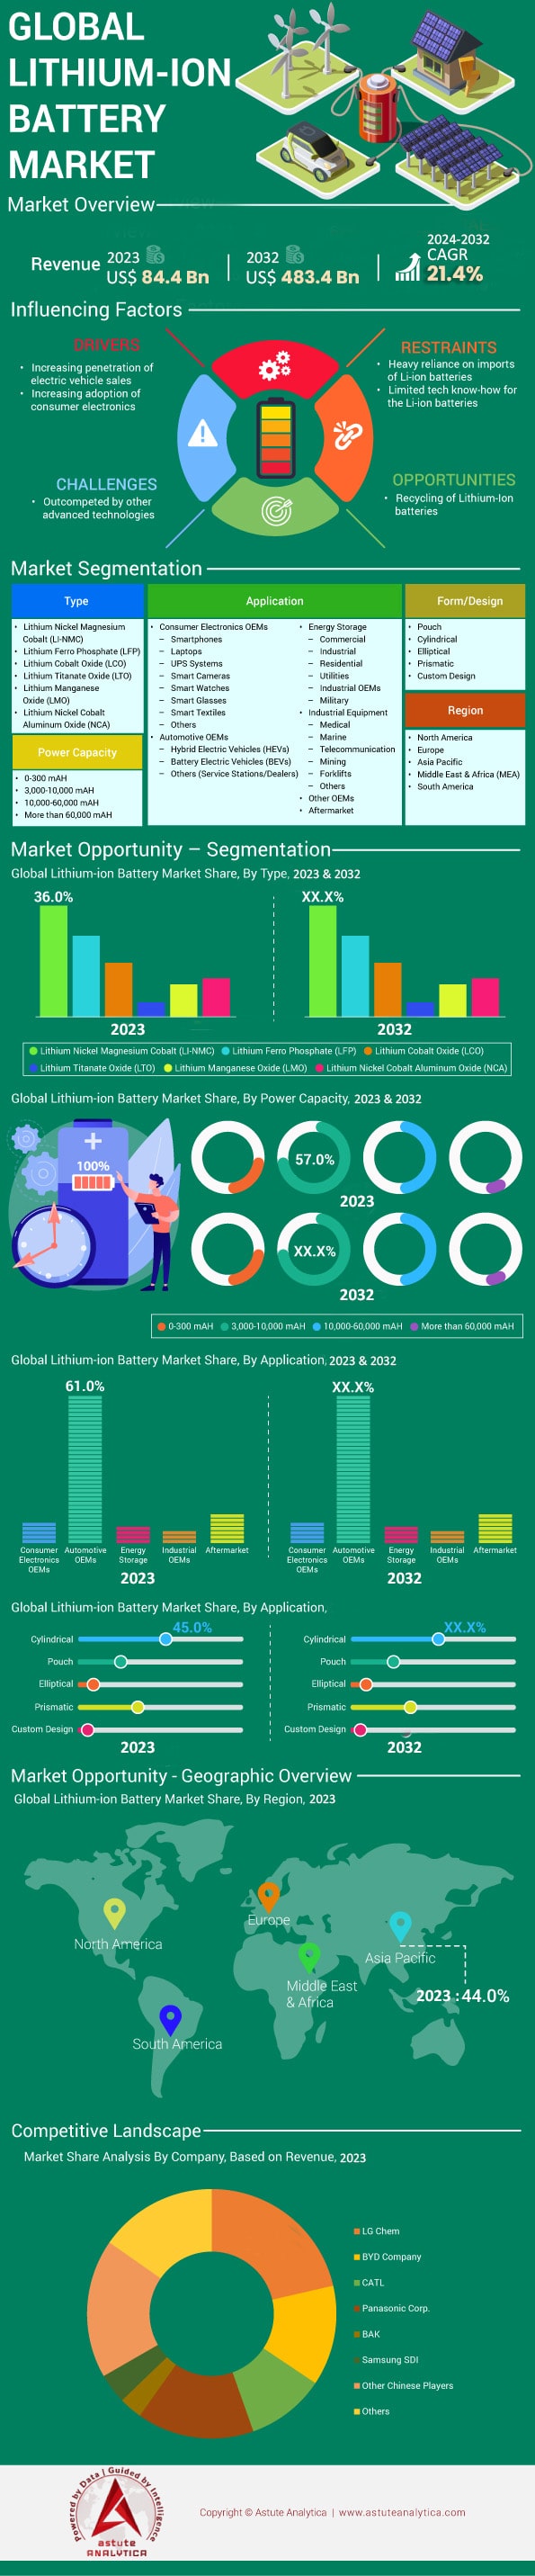 GLOBAL
LITHIUM-ION
BATTERY
MARKET
Market Overview
Revenue
2023
US$ 84.4 Bn
2032
US$ 483.4 Bn
2024-2032
CAGR
21.4%
Influencing Factors
DRIVERS
• Increasing penetration of
electric vehicle sales
• Increasing adoption of
consumer electronics
RESTRAINTS
• Heavy reliance on imports
of Li-ion batteries
• Limited tech know-how for
the Li-ion batteries
CHALLENGES
• Outcompeted by other
advanced technologies
OPPORTUNITIES
• Recycling of Lithium-Ion
batteries
Market Segmentation
Type
• Lithium Nickel Magnesium
Cobalt (LI-NMC)
• Lithium Ferro Phosphate (LFP)
• Lithium Cobalt Oxide (LCO)
• Lithium Titanate Oxide (LTO)
• Lithium Manganese
Oxide (LMO)
• Lithium Nickel Cobalt
Aluminum Oxide (NCA)
Power Capacity
• 0-300 mAH
• 3,000-10,000 mAH
• 10,000-60,000 mAH
• More than 60,000 mAH
Application
• Consumer Electronics OEMs
– Smartphones
– Laptops
– UPS Systems
– Smart Cameras
– Smart Watches
– Smart Glasses
– Smart Textiles
– Others
• Automotive OEMs
– Hybrid Electric Vehicles (HEVs)
– Battery Electric Vehicles (BEVs)
– Others (Service Stations/Dealers)
• Energy Storage
– Commercial
– Industrial
– Residential
– Utilities
– Industrial OEMs
– Military
• Industrial Equipment
– Medical
– Marine
– Telecommunication
– Mining
– Forklifts
– Others
• Other OEMs
• Aftermarket
Form/Design
• Pouch
• Cylindrical
• Elliptical
• Prismatic
• Custom Design
Region
• North America
• Europe
• Asia Pacific
• Middle East & Africa (MEA)
• South America
Market Opportunity – Segmentation
Global Lithium-ion Battery Market Share, By Type, 2023 & 2032
36.0%
XX.X%
2023
2032
Lithium Nickel Magnesium Cobalt (LI-NMC) Lithium Ferro Phosphate (LFP) Lithium Cobalt Oxide (LCO)
Lithium Titanate Oxide (LTO) Lithium Manganese Oxide (LMO) Lithium Nickel Cobalt Aluminum Oxide (NCA)
Global Lithium-ion Battery Market Share, By Power Capacity, 2023 & 2032
100%
57.0%
2023
XX.X%
2032
0-300 mAH 3,000-10,000 mAH 10,000-60,000 mAH More than 60,000 mAH
Global Lithium-ion Battery Market Share, By Application, 2023 & 2032
61.0%
Consumer
Electronics
OEMs
Automotive
OEMs
Energy
Storage
Industrial
OEMs
Aftermarket
2023
XX.X%
Consumer
Electronics
OEMs
Automotive
OEMs
Energy
Storage
Industrial
OEMs
Aftermarket
2032
Global Lithium-ion Battery Market Share, By Application,
45.0%
Cylindrical
Pouch
Elliptical
Prismatic
Custom Design
2023
XX.X%
Cylindrical
Pouch
Elliptical
Prismatic
Custom Design
2032
Market Opportunity - Geographic Overview
Global Lithium-ion Battery Market Share, By Region, 2023
North America
Europe
Asia Pacific
Middle East
& Africa
2023 : 44.0%
South America
Competitive Landscape
Market Share Analysis By Company, Based on Revenue, 2023
LG Chem
BYD Company
CATL
Panasonic Corp.
BAK
Samsung SDI
Other Chinese Players
Others
Powered by Data | Guided by Intelligence
astute
ANALYTICA
Copyright © Astute Analytica | www.astuteanalytica.com